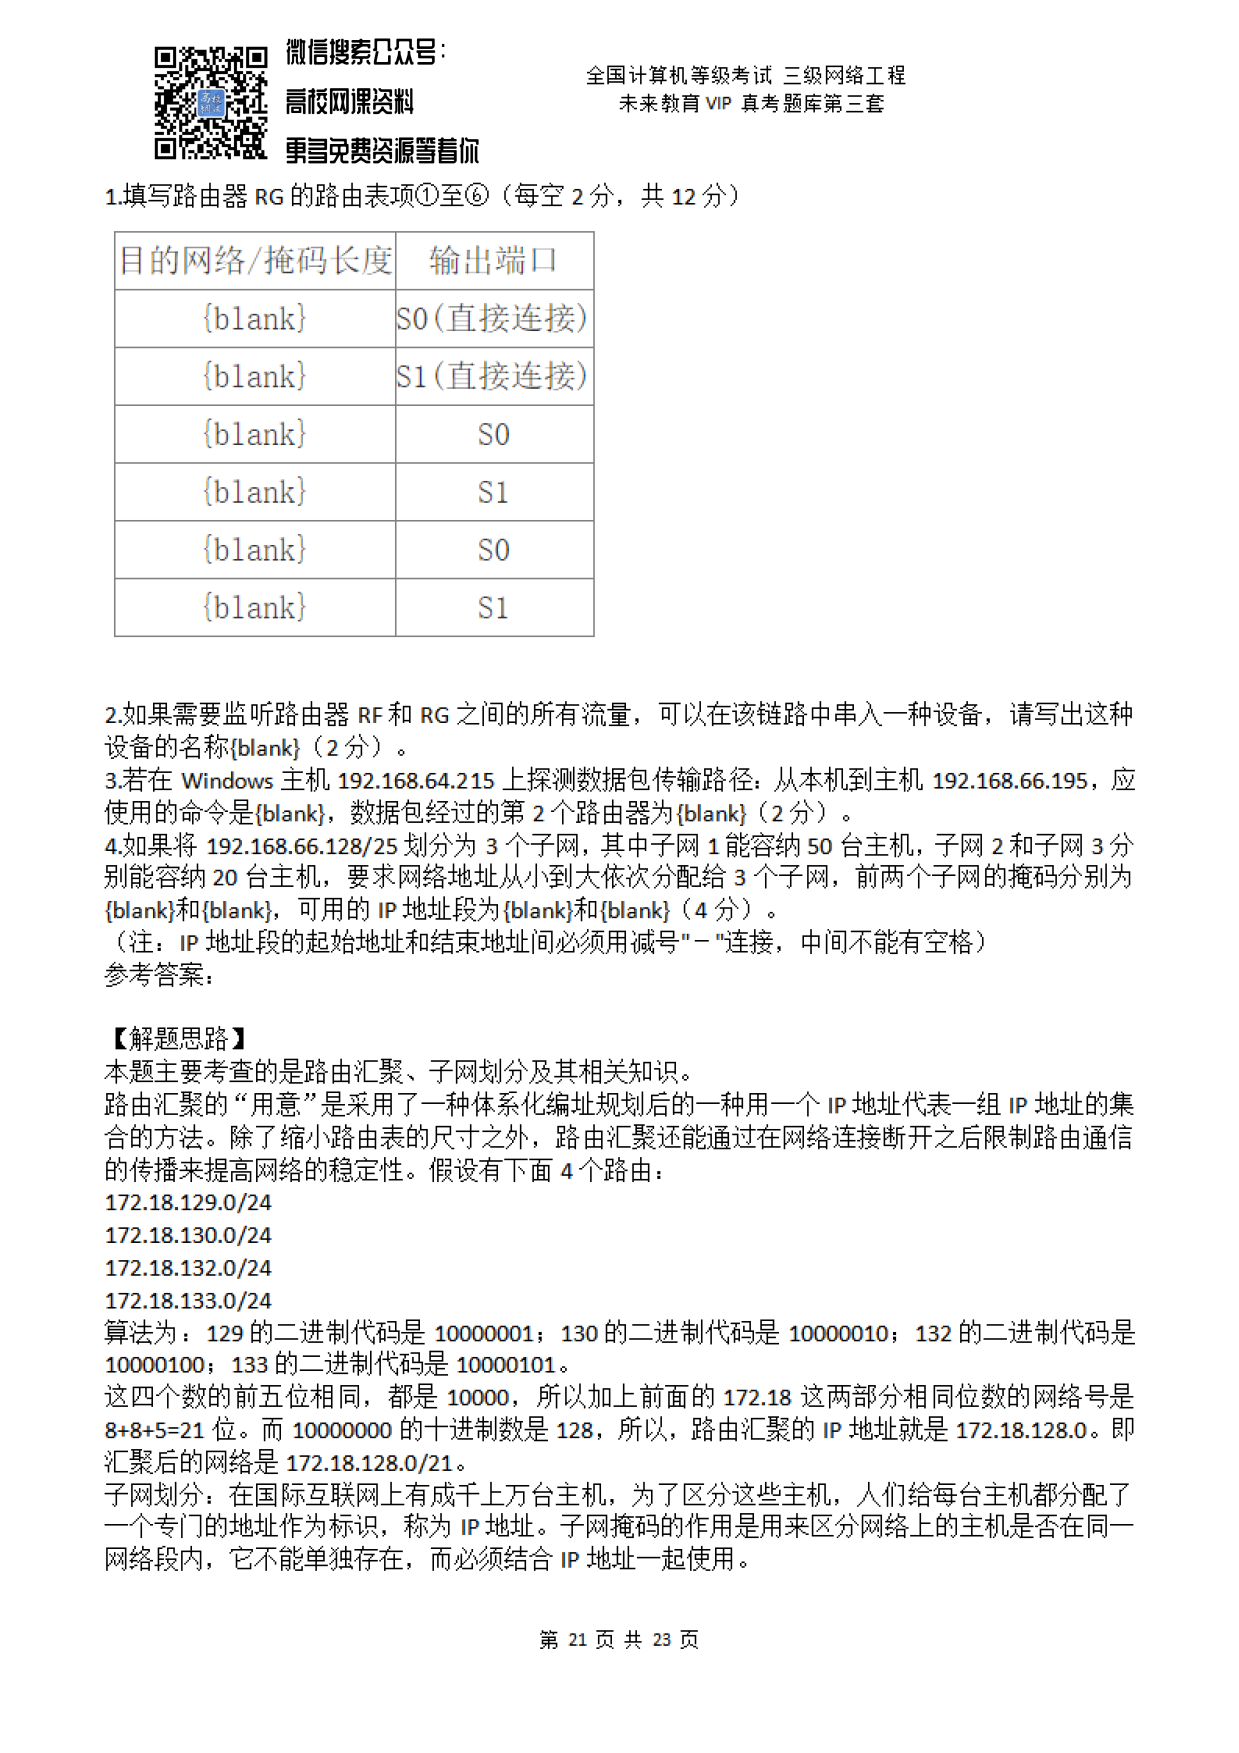 微信搜索公众号：
高校网课资料
更多免费资源等着你
全国计算机等级考试 三级网络工程
未来教育 VIP 真考题库第三套
1.填写路由器 RG 的路由表项①至⑥（每空 2 分，共 12 分）
目的网络/掩码长度 输出端口
{blank} S0(直接连接)
{blank} S1(直接连接)
{blank} S0
{blank} S1
{blank} S0
{blank} S1
2.如果需要监听路由器 RF 和 RG 之间的所有流量，可以在该链路中串入一种设备，请写出这种
设备的名称{blank}（2 分）。
3.若在 Windows 主机 192.168.64.215 上探测数据包传输路径：从本机到主机 192.168.66.195，应
使用的命令是{blank}，数据包经过的第 2 个路由器为{blank}（2 分）。
4.如果将 192.168.66.128/25 划分为 3 个子网，其中子网 1 能容纳 50 台主机，子网 2 和子网 3 分
别能容纳 20 台主机，要求网络地址从小到大依次分配给 3 个子网，前两个子网的掩码分别为
{blank}和{blank}，可用的 IP 地址段为{blank}和{blank}（4 分）。
（注：IP 地址段的起始地址和结束地址间必须用减号"－"连接，中间不能有空格）
参考答案：
【解题思路】
本题主要考查的是路由汇聚、子网划分及其相关知识。
路由汇聚的“用意”是采用了一种体系化编址规划后的一种用一个 IP 地址代表一组 IP 地址的集
合的方法。除了缩小路由表的尺寸之外，路由汇聚还能通过在网络连接断开之后限制路由通信
的传播来提高网络的稳定性。假设有下面 4 个路由：
172.18.129.0/24
172.18.130.0/24
172.18.132.0/24
172.18.133.0/24
算法为：129 的二进制代码是 10000001；130 的二进制代码是 10000010；132 的二进制代码是
10000100；133 的二进制代码是 10000101。
这四个数的前五位相同，都是 10000，所以加上前面的 172.18 这两部分相同位数的网络号是
8+8+5=21 位。而 10000000 的十进制数是 128，所以，路由汇聚的 IP 地址就是 172.18.128.0。即
汇聚后的网络是 172.18.128.0/21。
子网划分：在国际互联网上有成千上万台主机，为了区分这些主机，人们给每台主机都分配了
一个专门的地址作为标识，称为 IP 地址。子网掩码的作用是用来区分网络上的主机是否在同一
网络段内，它不能单独存在，而必须结合 IP 地址一起使用。
第 21 页 共 23 页